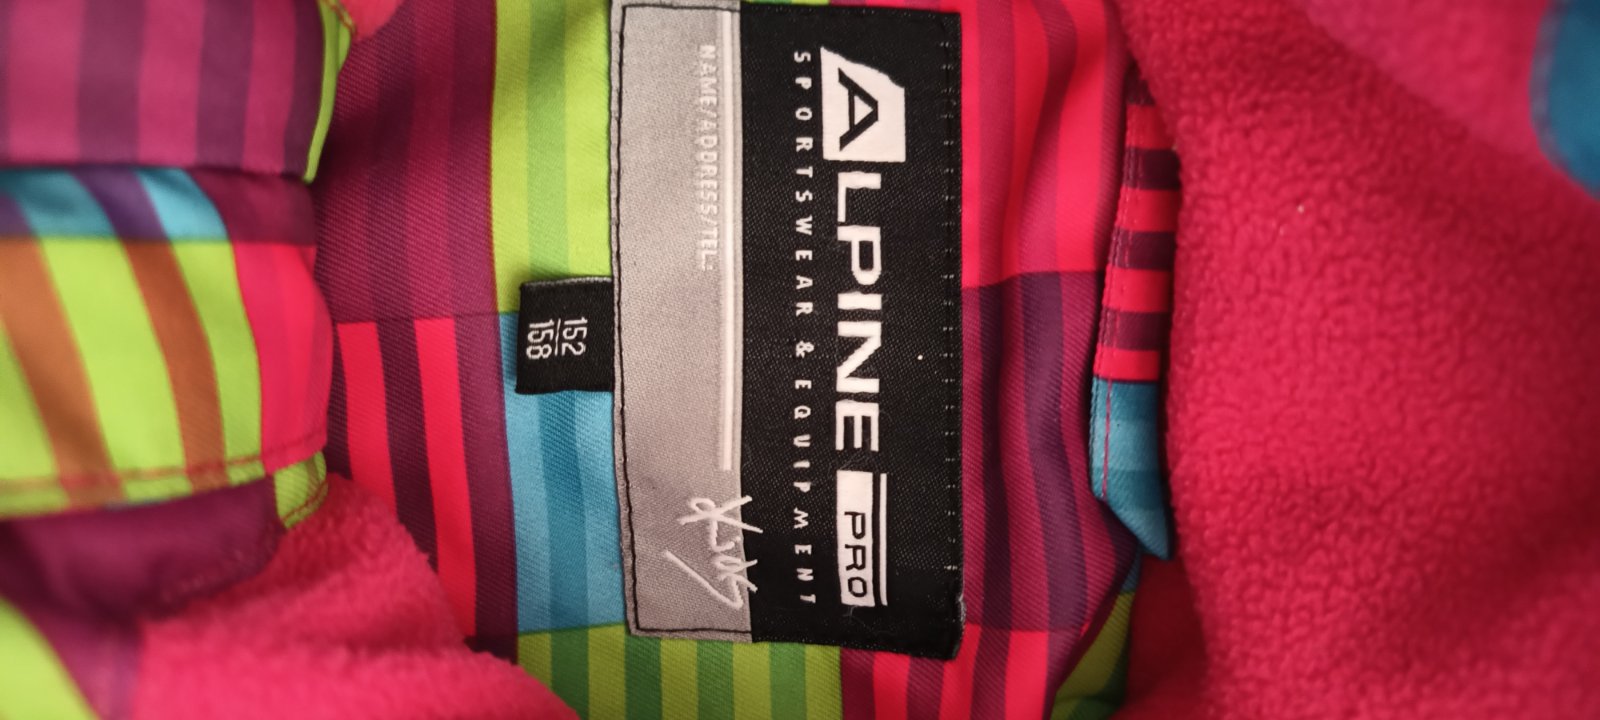 ALPINE PRO
SPORTSWEAR & EQUIPMENT
NAME/ADDRESS/TEL.
152
158